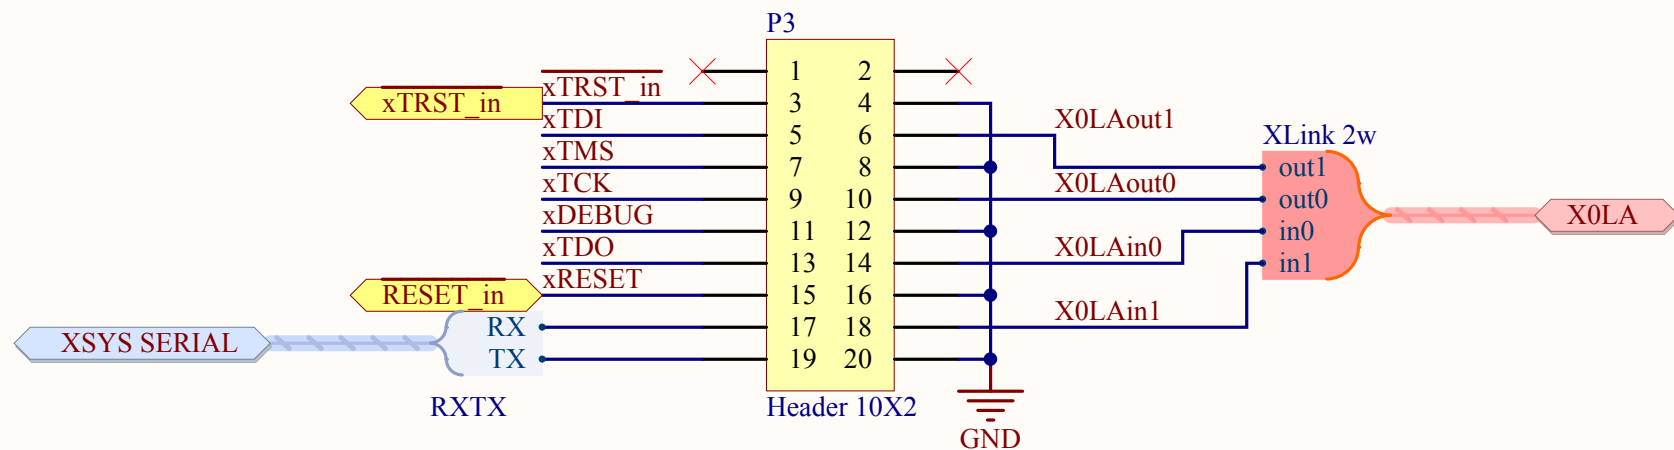 P3
1 2
xTRST_in
xTRST_in 3 4
xTDI 5 6 X0LAout1 XLink 2w
xTMS 7 8 out1
xTCK 9 10 X0LAout0 out0 X0LA
xDEBUG 11 12 in0
xTDO 13 14 X0LAin0 in1
RESET_in xRESET 15 16
RX 17 18 X0LAin1
XSYS SERIAL
TX 19 20
RXTX Header 10X2
GND